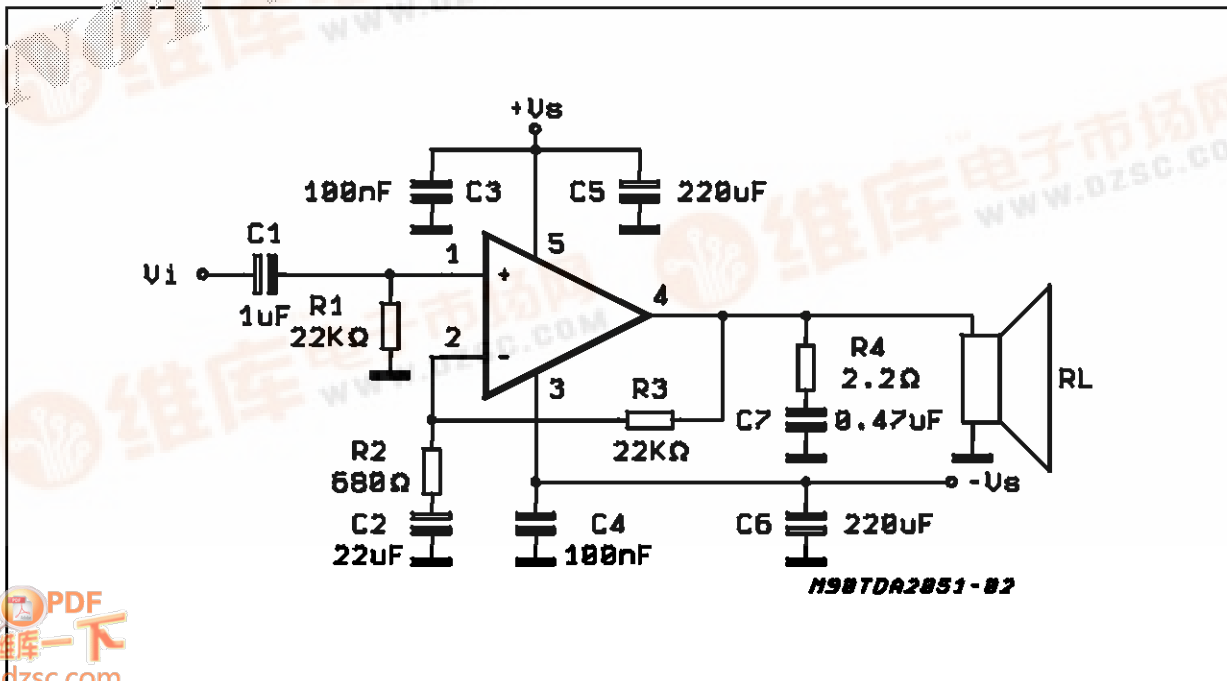 NOT
+Vs
100nF C3 C5 220uF
C1
1 5
Vi
+
4
1uF
R1
22KΩ
2
-
3
R3
22KΩ
R4
2.2Ω
RL
C7 0.47uF
R2
680Ω
-Vs
C2
22uF
C4
100nF
C6 220uF
M90TDA2051-02
维库电子市场网
WWW.DZSC.COM
PDF
维库一下
dzsc.com